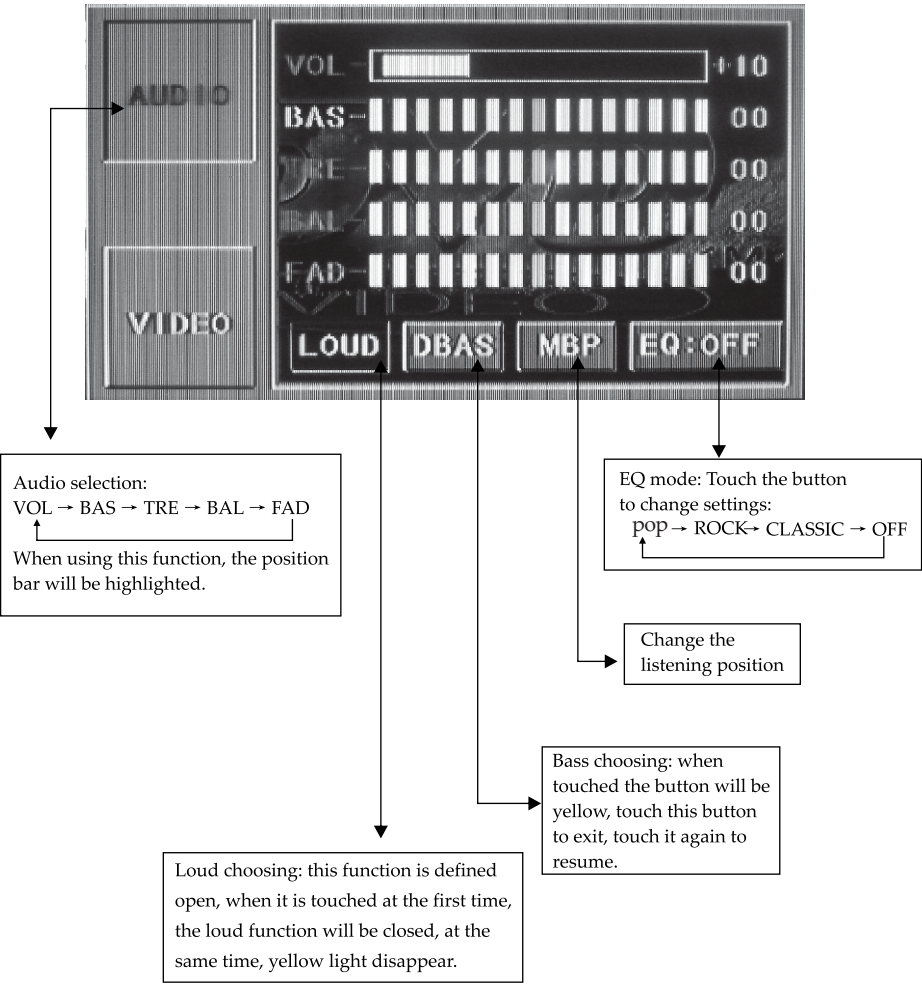 AUDIO
VOL +10
BAS 00
TRE 00
BAL 00
FAD 00
VIDEO
LOUD DBAS MBP EQ:OFF
Audio selection:
VOL → BAS → TRE → BAL → FAD
When using this function, the position
bar will be highlighted.
EQ mode: Touch the button
to change settings:
pop → ROCK → CLASSIC → OFF
Change the
listening position
Bass choosing: when
touched the button will be
yellow, touch this button
to exit, touch it again to
resume.
Loud choosing: this function is defined
open, when it is touched at the first time,
the loud function will be closed, at the
same time, yellow light disappear.